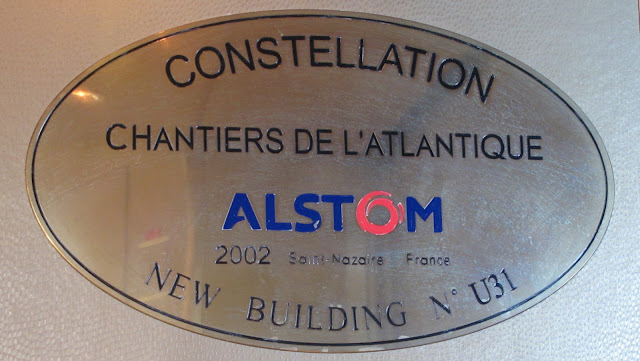 CONSTELLATION
CHANTIERS DE L'ATLANTIQUE
ALSTOM
2002 Saint-Nazaire France
NEW BUILDING N° U31